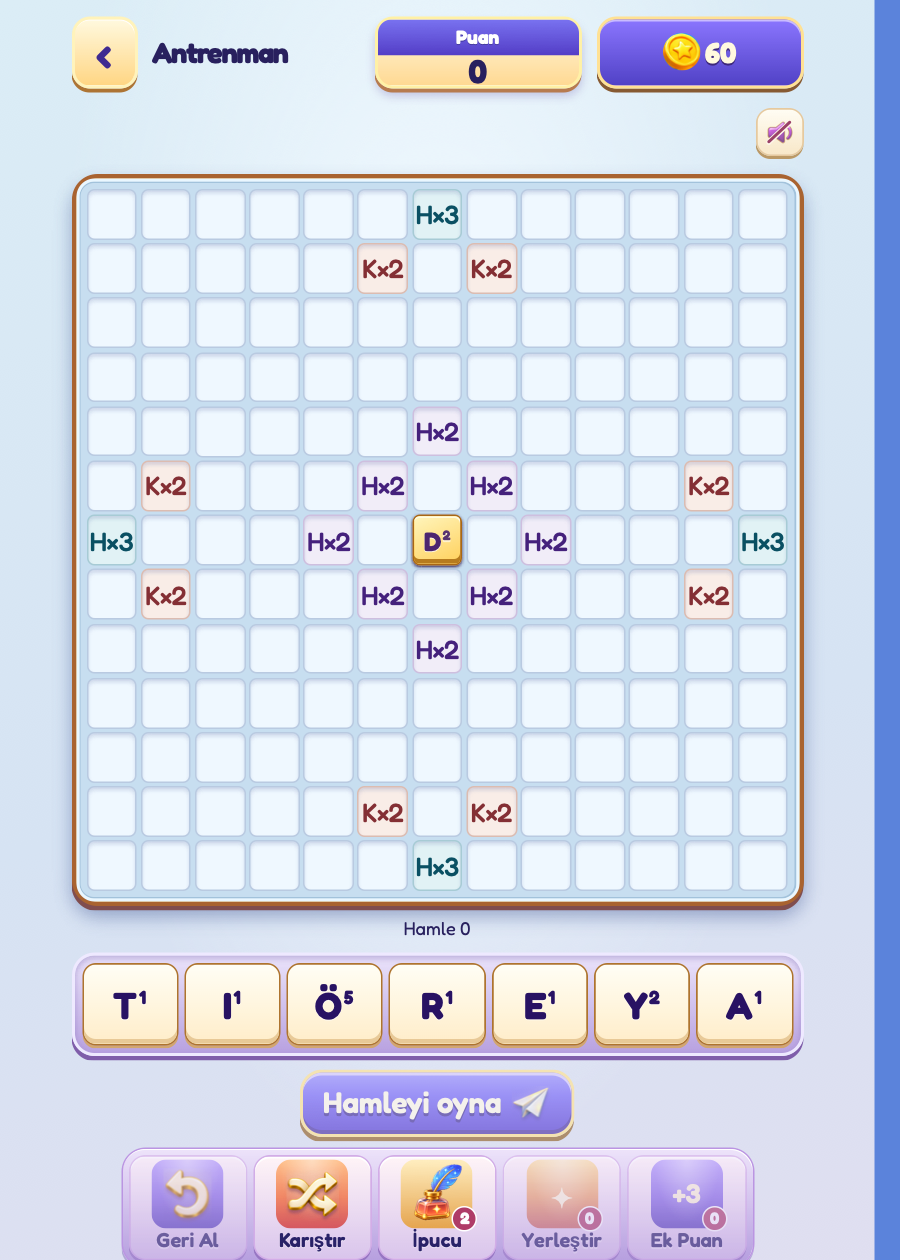 Antrenman
Puan
0
60
Hx3
Kx2 Kx2
Hx2
Kx2 Hx2 Hx2 Kx2
Hx3 Hx2 D2 Hx2 Hx3
Kx2 Hx2 Hx2 Kx2
Hx2
Kx2 Kx2
Hx3
Hamle 0
T1 I1 Ö5 R1 E1 Y2 A1
Hamleyi oyna
2 0 +3 0
Geri Al Karıştır İpucu Yerleştir Ek Puan